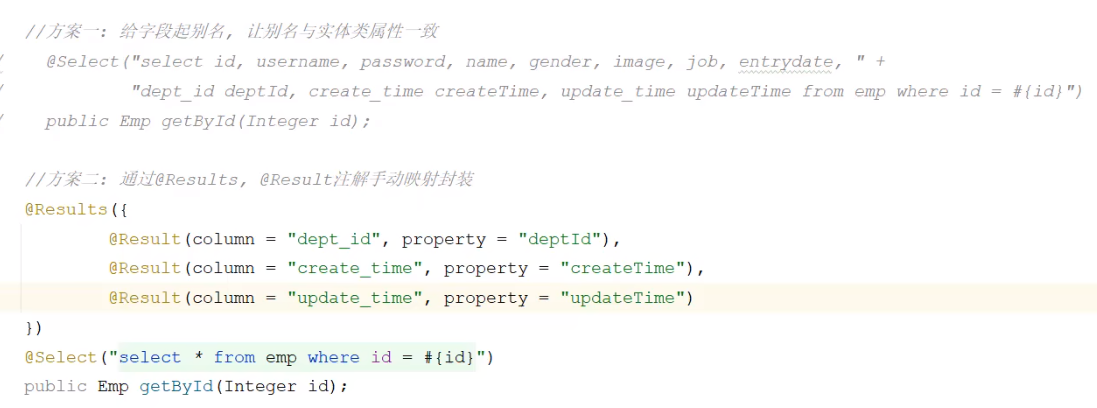 //方案一: 给字段起别名, 让别名与实体类属性一致
/ @Select("select id, username, password, name, gender, image, job, entrydate, " +
/ "dept_id deptId, create_time createTime, update_time updateTime from emp where id = #{id}")
/ public Emp getById(Integer id);
//方案二: 通过@Results, @Result注解手动映射封装
@Results({
@Result(column = "dept_id", property = "deptId"),
@Result(column = "create_time", property = "createTime"),
@Result(column = "update_time", property = "updateTime")
})
@Select("select * from emp where id = #{id}")
public Emp getById(Integer id);